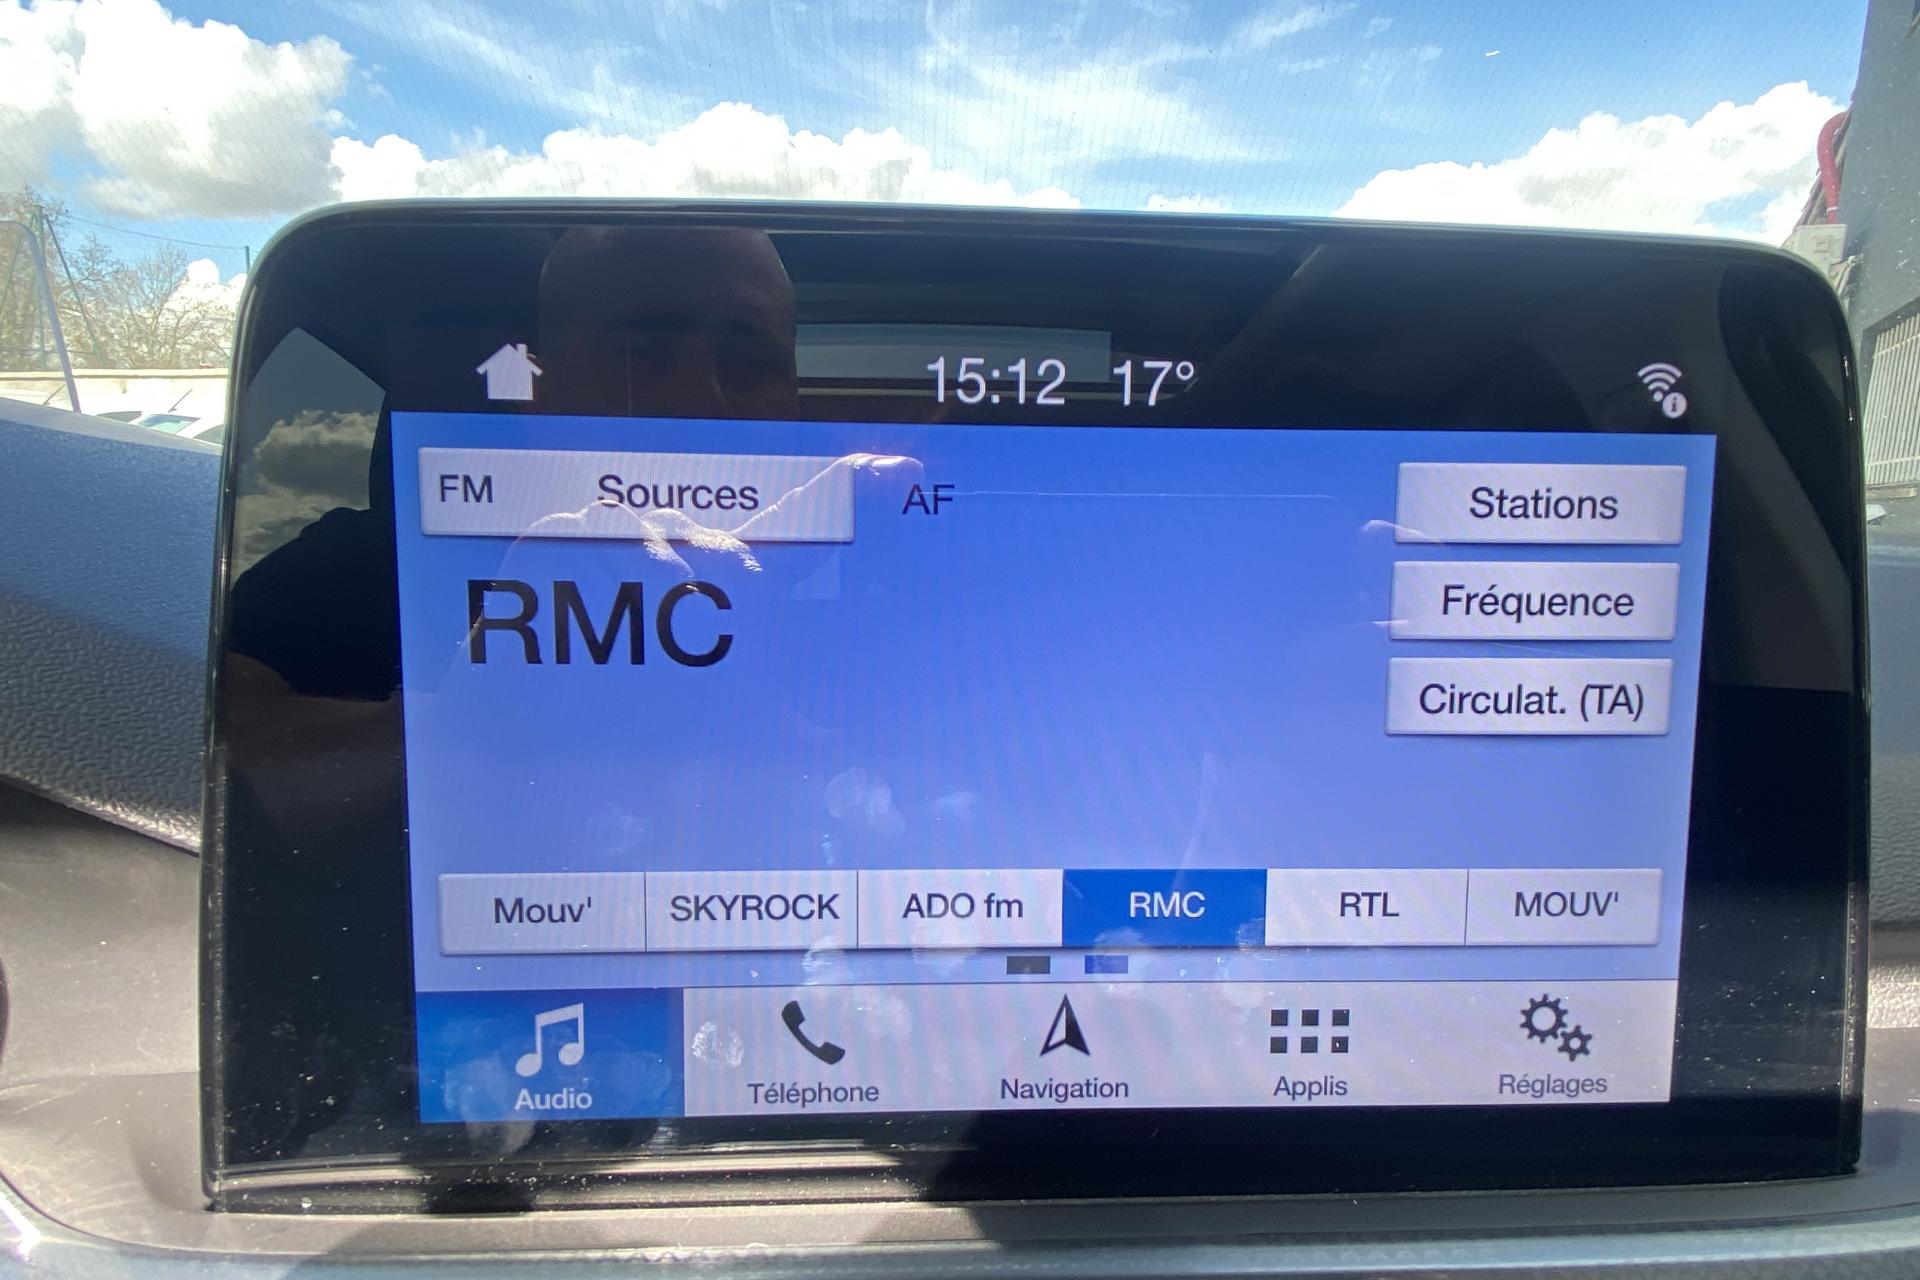 15:12 17°
FM Sources AF
Stations
RMC
Fréquence
Circulat. (TA)
Mouv' SKYROCK ADO fm RMC RTL MOUV'
Audio Téléphone Navigation Applis Réglages